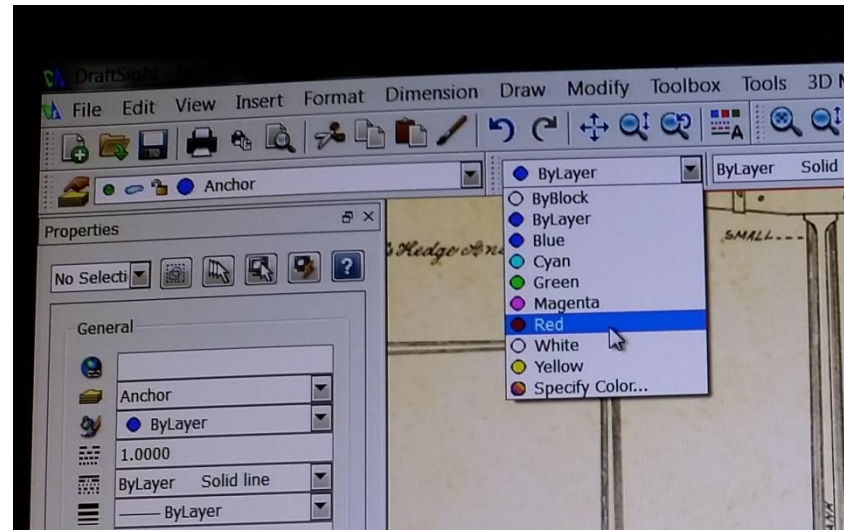 DraftSight
File Edit View Insert Format Dimension Draw Modify Toolbox Tools 3D
A
Anchor
ByLayer
ByLayer Solid
ByBlock
ByLayer
Blue
Cyan
Green
Magenta
Red
White
Yellow
Specify Color...
Properties
No Selecti
?
General
Anchor
ByLayer
1.0000
ByLayer Solid line
ByLayer
Hedge
SMALL